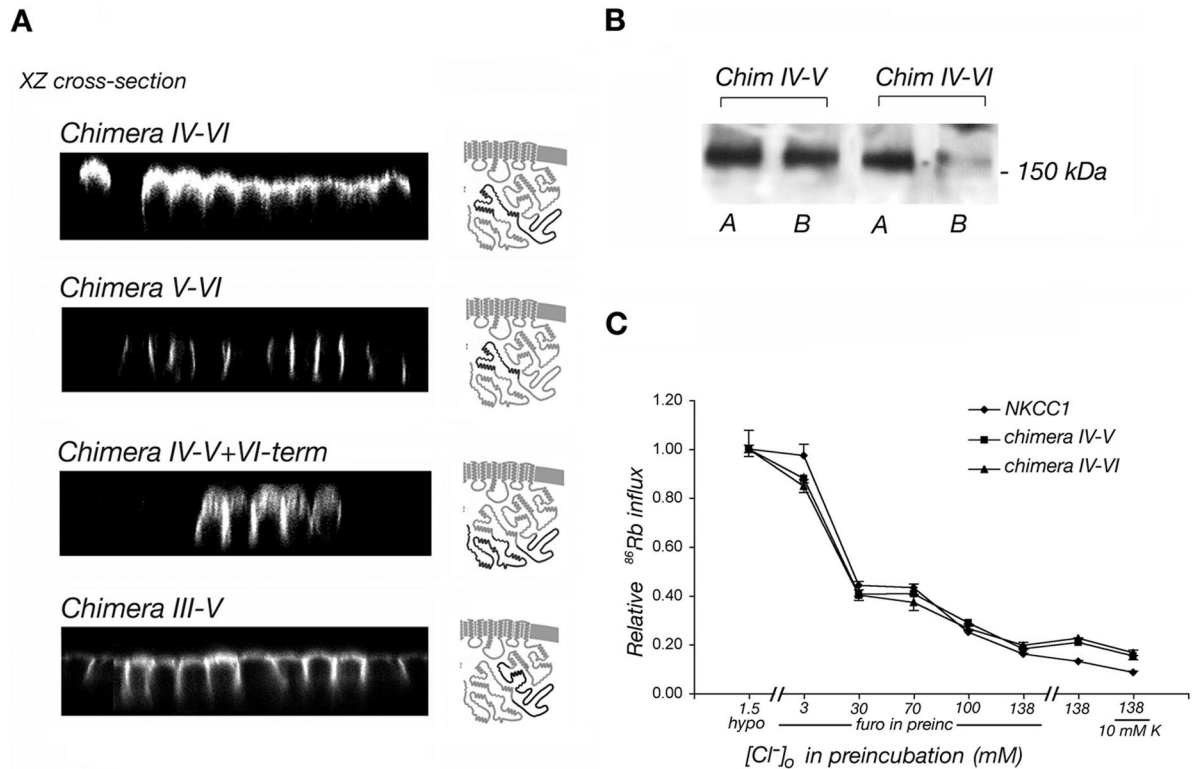 A
XZ cross-section
Chimera IV-VI
Chimera V-VI
Chimera IV-V+VI-term
Chimera III-V
B
Chim IV-V Chim IV-VI
- 150 kDa
A B A B
C
NKCC1
chimera IV-V
chimera IV-VI
Relative ⁸⁶Rb influx
1.20
1.00
0.80
0.60
0.40
0.20
0.00
1.5 3 30 70 100 138 138 138
hypo furo in preinc 10 mM K
[Cl⁻]o in preincubation (mM)